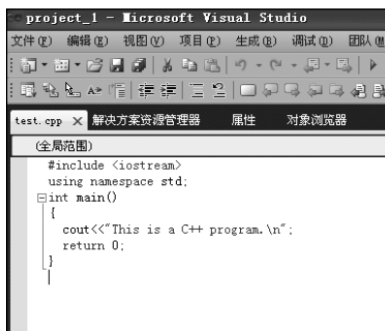 project_1 - Microsoft Visual Studio
文件(F) 编辑(E) 视图(V) 项目(P) 生成(B) 调试(D) 团队(M
test.cpp × 解决方案资源管理器 属性 对象浏览器
(全局范围)
#include <iostream>
using namespace std;
int main()
{
cout<<"This is a C++ program.\n";
return 0;
}